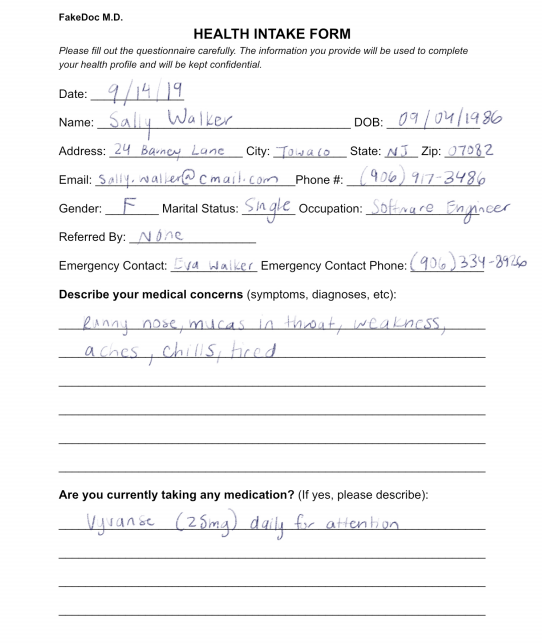 FakeDoc M.D.
HEALTH INTAKE FORM
Please fill out the questionnaire carefully. The information you provide will be used to complete
your health profile and will be kept confidential.
Date: 9/14/19
Name: Sally Walker DOB: 09/04/1986
Address: 24 Barney Lane City: Towaco State: NJ Zip: 07082
Email: Sally.walker@cmail.com Phone #: (906) 917-3486
Gender: F Marital Status: Single Occupation: Software Engineer
Referred By: None
Emergency Contact: Eva Walker Emergency Contact Phone: (906) 334-8926
Describe your medical concerns (symptoms, diagnoses, etc):
Runny nose, mucas in throat, weakness,
aches, chills, tired
Are you currently taking any medication? (If yes, please describe):
Vyvanse (25mg) daily for attention